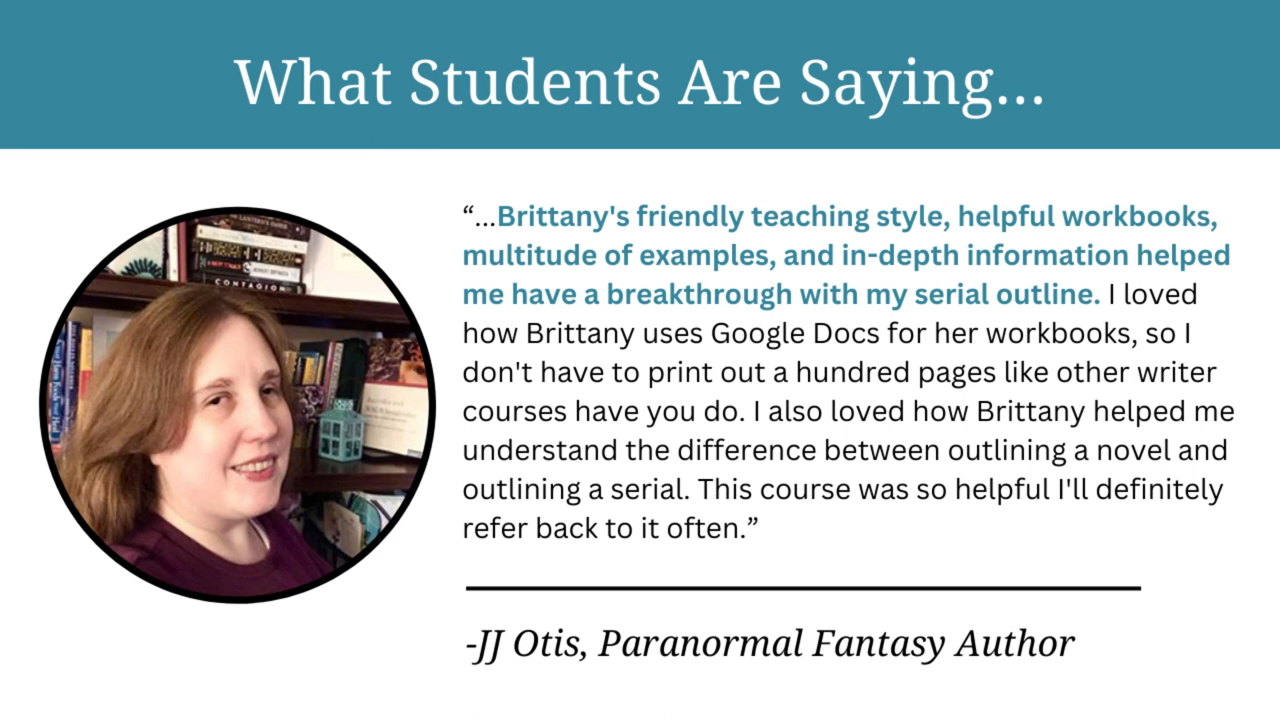 What Students Are Saying...
“...Brittany's friendly teaching style, helpful workbooks,
multitude of examples, and in-depth information helped
me have a breakthrough with my serial outline. I loved
how Brittany uses Google Docs for her workbooks, so I
don't have to print out a hundred pages like other writer
courses have you do. I also loved how Brittany helped me
understand the difference between outlining a novel and
outlining a serial. This course was so helpful I'll definitely
refer back to it often.”
-JJ Otis, Paranormal Fantasy Author
CONTAGION